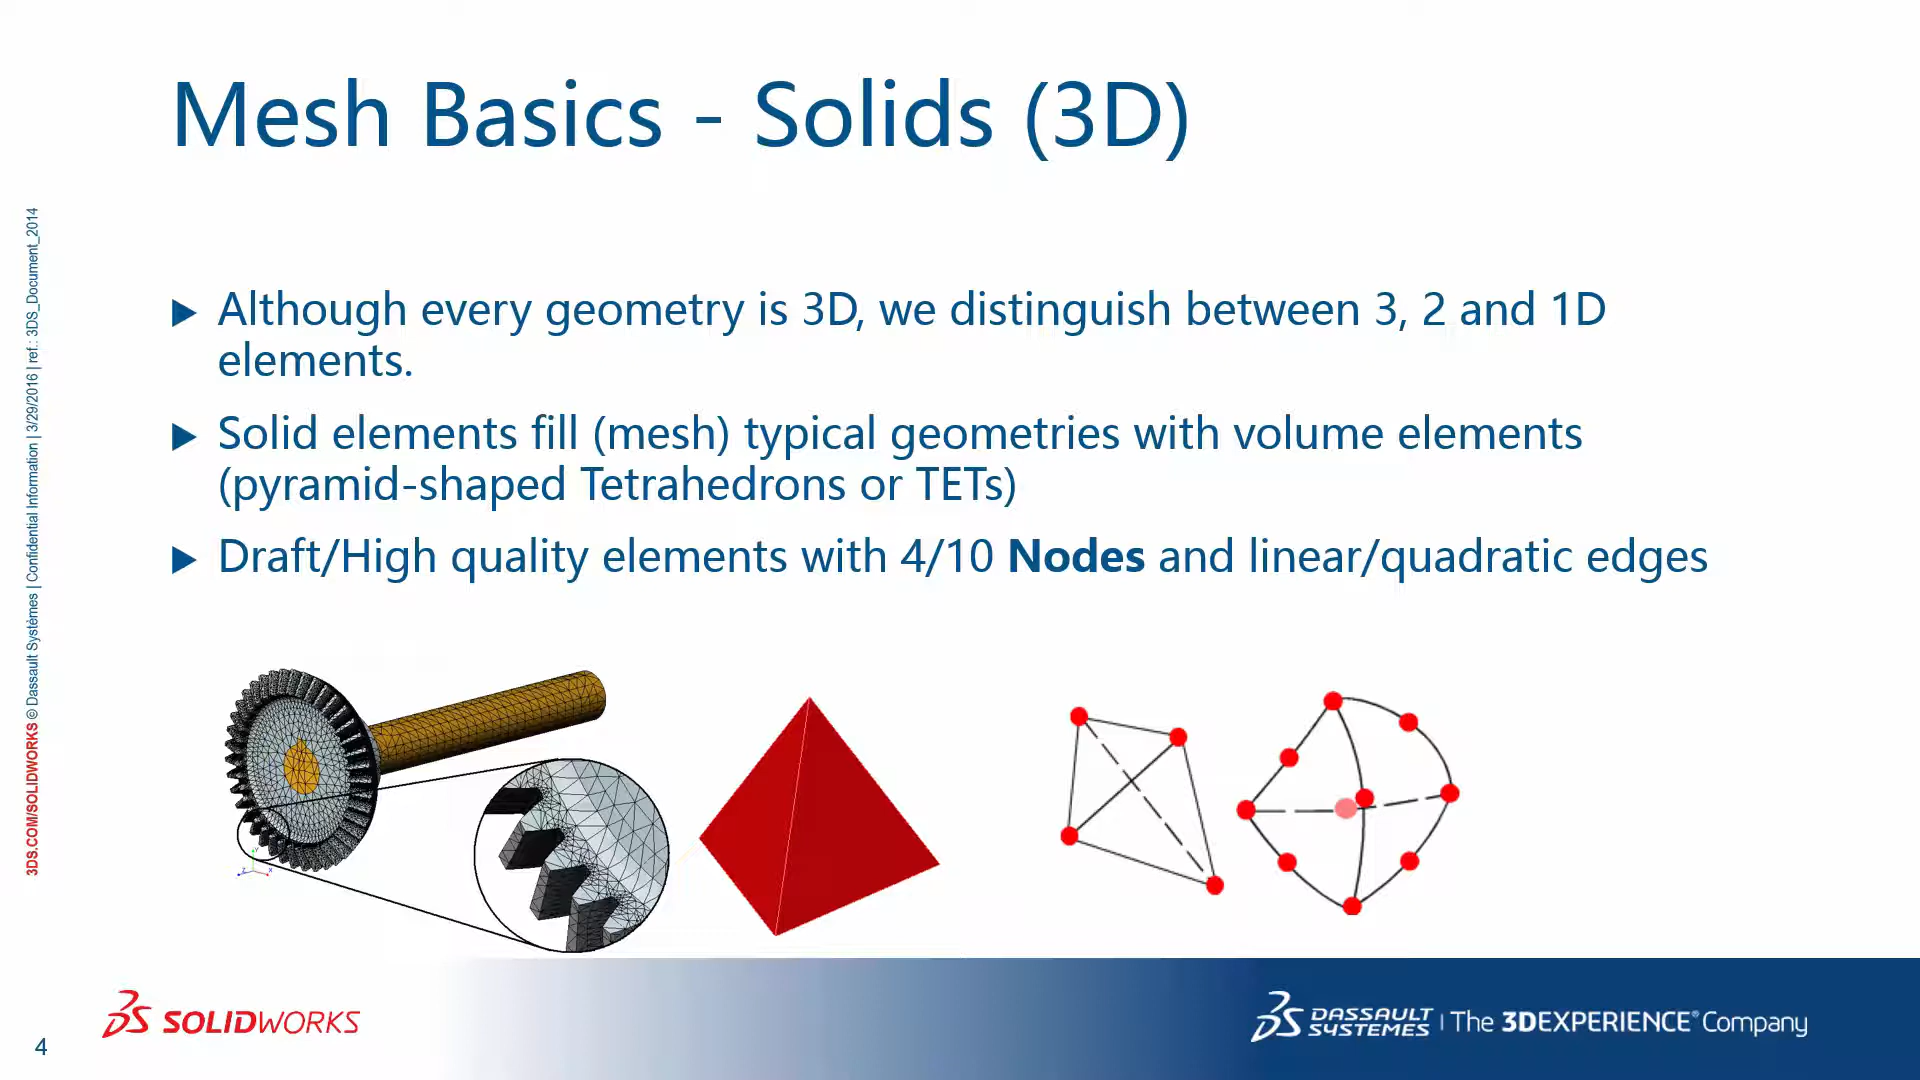 Mesh Basics - Solids (3D)
▶ Although every geometry is 3D, we distinguish between 3, 2 and 1D
elements.
▶ Solid elements fill (mesh) typical geometries with volume elements
(pyramid-shaped Tetrahedrons or TETs)
▶ Draft/High quality elements with 4/10 Nodes and linear/quadratic edges
3DS.COM/SOLIDWORKS © Dassault Systèmes | Confidential Information | 3/29/2016 | ref.: 3DS_Document_2014
Y
Z
X
SOLIDWORKS
DASSAULT
SYSTEMES
| The 3DEXPERIENCE® Company
4